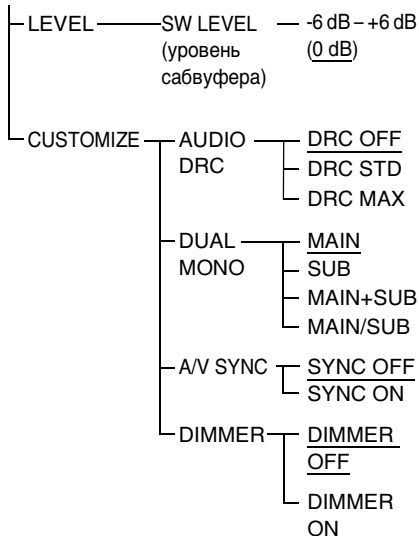 LEVEL SW LEVEL -6 dB – +6 dB
(уровень (0 dB)
сабвуфера)
CUSTOMIZE AUDIO DRC OFF
DRC DRC STD
DRC MAX
DUAL MAIN
MONO SUB
MAIN+SUB
MAIN/SUB
A/V SYNC SYNC OFF
SYNC ON
DIMMER DIMMER
OFF
DIMMER
ON